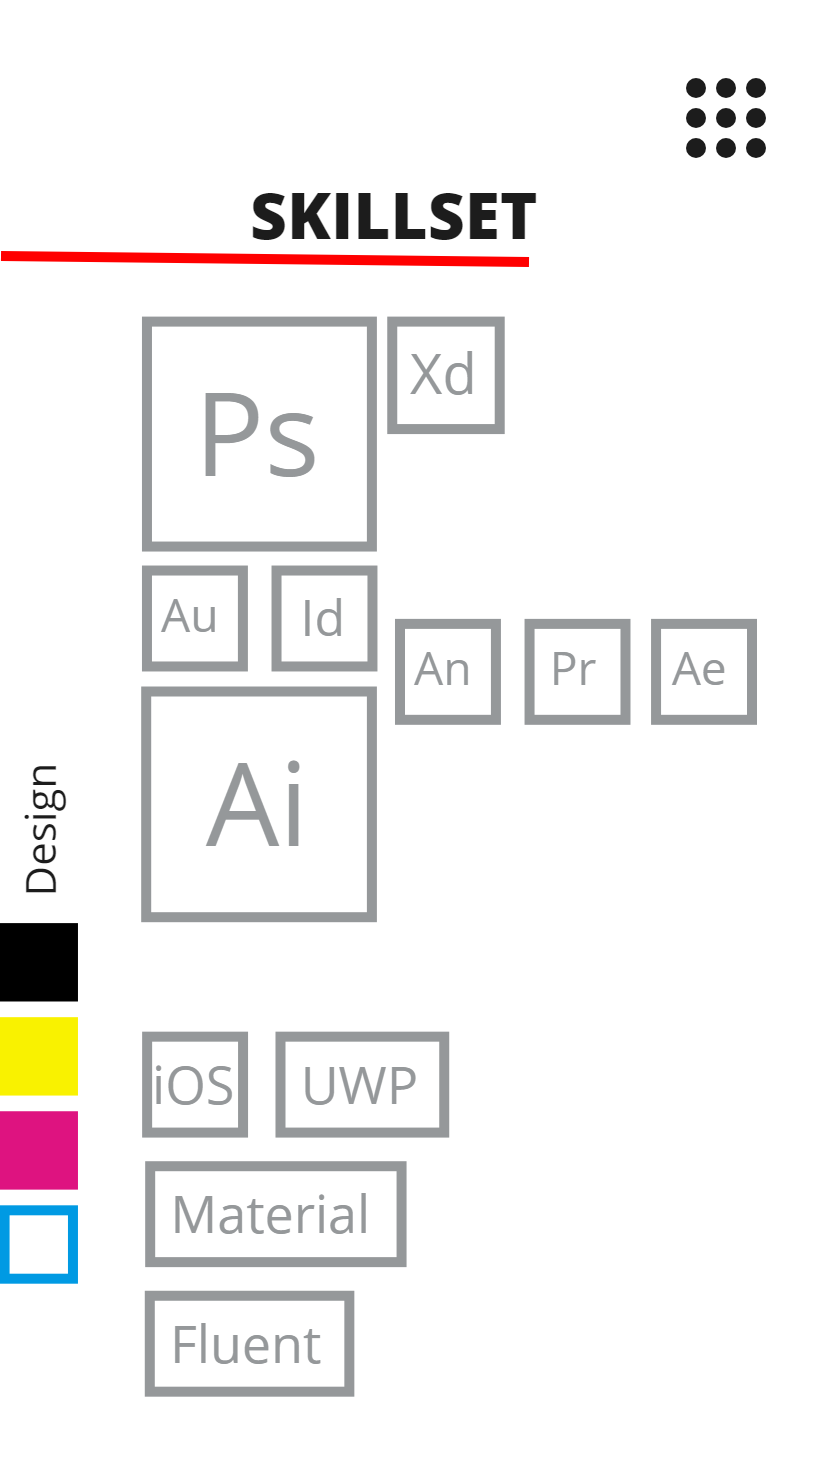 SKILLSET
Ps
Xd
Au
Id
An
Pr
Ae
Ai
Design
iOS
UWP
Material
Fluent